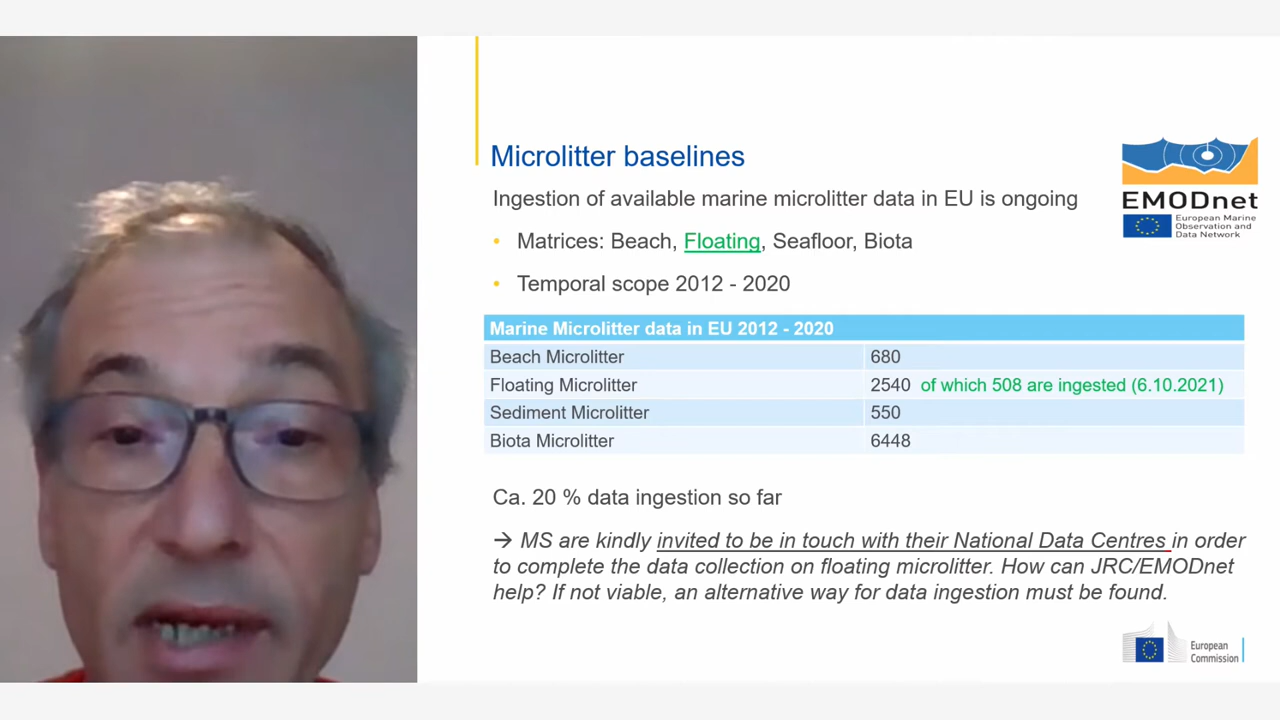 Microlitter baselines
Ingestion of available marine microlitter data in EU is ongoing
• Matrices: Beach, Floating, Seafloor, Biota
• Temporal scope 2012 - 2020
EMODnet
European Marine
Observation and
Data Network
Marine Microlitter data in EU 2012 - 2020
Beach Microlitter 680
Floating Microlitter 2540 of which 508 are ingested (6.10.2021)
Sediment Microlitter 550
Biota Microlitter 6448
Ca. 20 % data ingestion so far
→ MS are kindly invited to be in touch with their National Data Centres in order
to complete the data collection on floating microlitter. How can JRC/EMODnet
help? If not viable, an alternative way for data ingestion must be found.
European
Commission